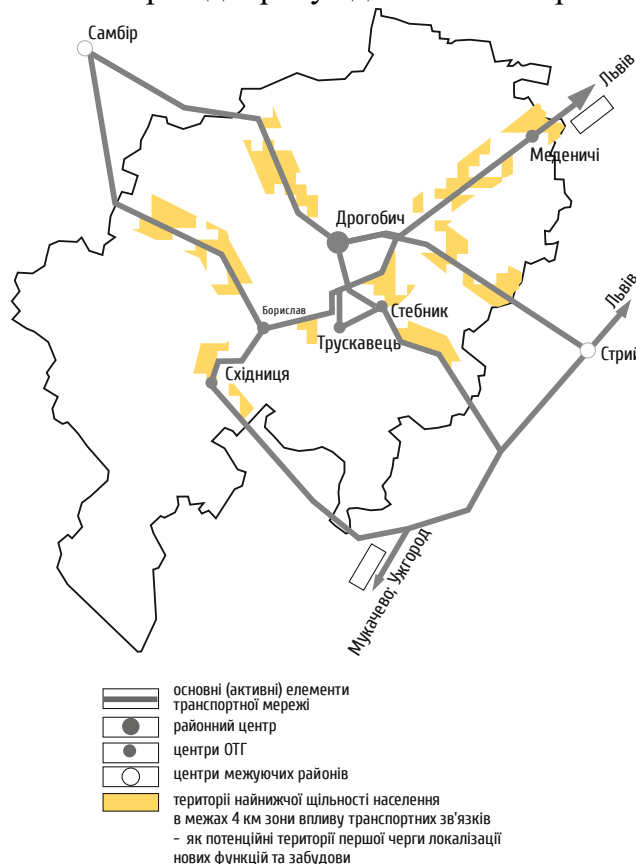 Самбір
Львів
Меденичі
Дрогобич
Львів
Борислав
Стебник
Трускавець
Стрий
Східниця
Мукачево; Ужгород
основні (активні) елементи
транспортної мережі
районний центр
центри ОТГ
центри межуючих районів
території найнижчої щільності населення
в межах 4 км зони впливу транспортних зв'язків
- як потенційні території першої черги локалізації
нових функцій та забудови